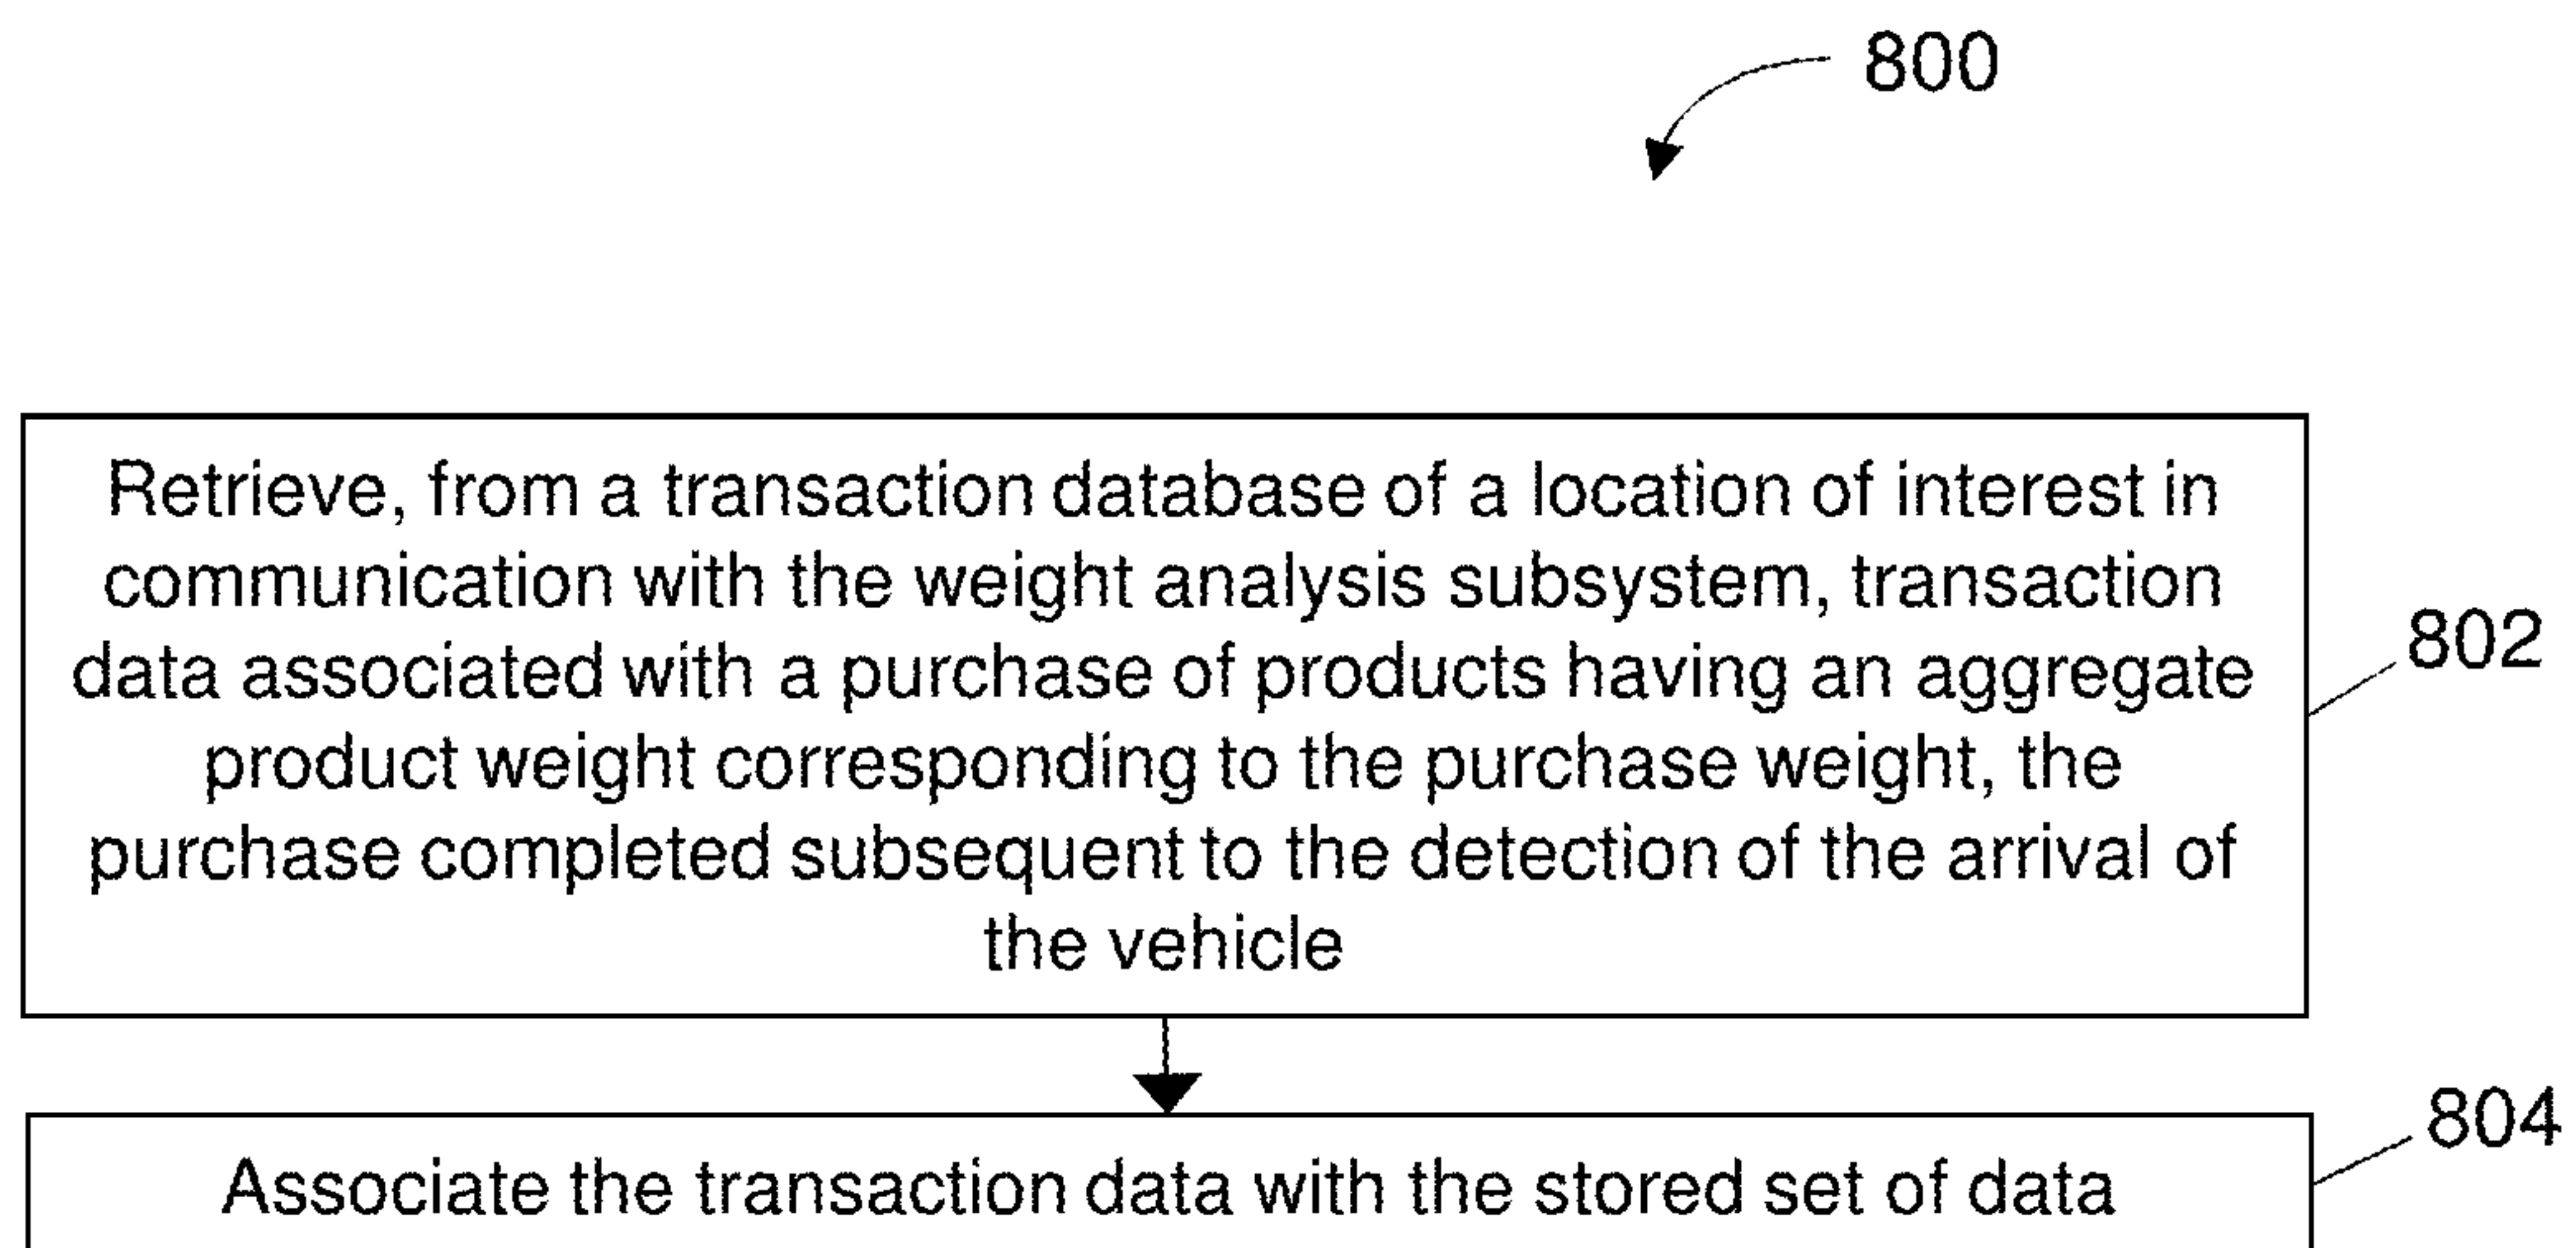 800
Retrieve, from a transaction database of a location of interest in
communication with the weight analysis subsystem, transaction
data associated with a purchase of products having an aggregate
product weight corresponding to the purchase weight, the
purchase completed subsequent to the detection of the arrival of
the vehicle
802
804
Associate the transaction data with the stored set of data